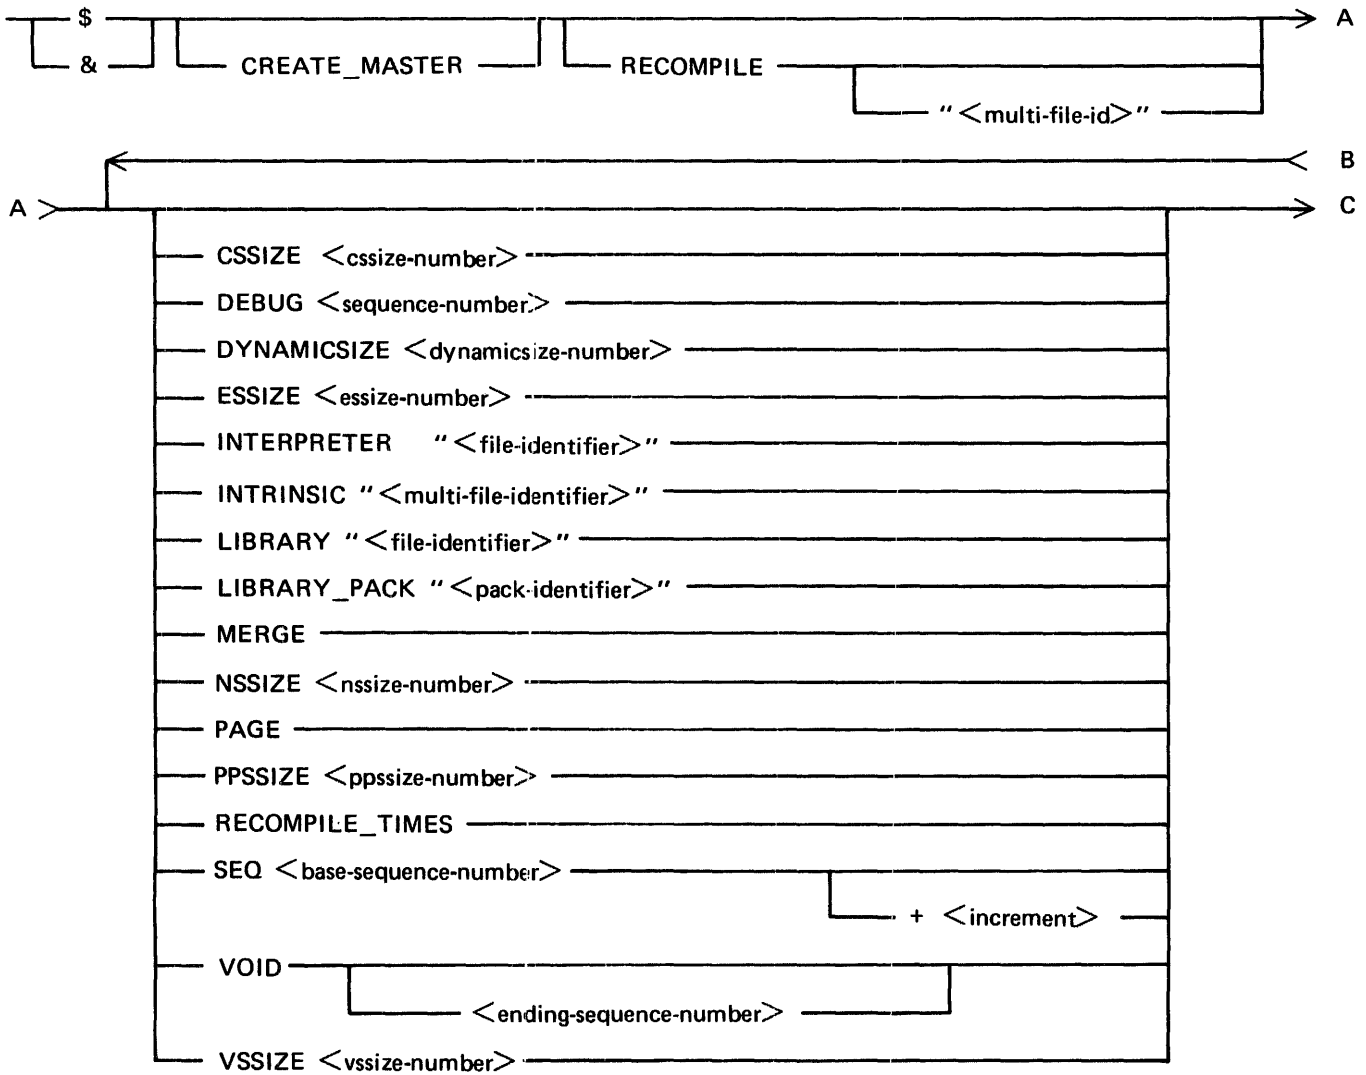 $ A
& CREATE_MASTER RECOMPILE
"<multi-file-id>"
B
A C
CSSIZE <cssize-number>
DEBUG <sequence-number>
DYNAMICSIZE <dynamicsize-number>
ESSIZE <essize-number>
INTERPRETER "<file-identifier>"
INTRINSIC "<multi-file-identifier>"
LIBRARY "<file-identifier>"
LIBRARY_PACK "<pack-identifier>"
MERGE
NSSIZE <nssize-number>
PAGE
PPSSIZE <ppssize-number>
RECOMPILE_TIMES
SEQ <base-sequence-number>
+ <increment>
VOID
<ending-sequence-number>
VSSIZE <vssize-number>